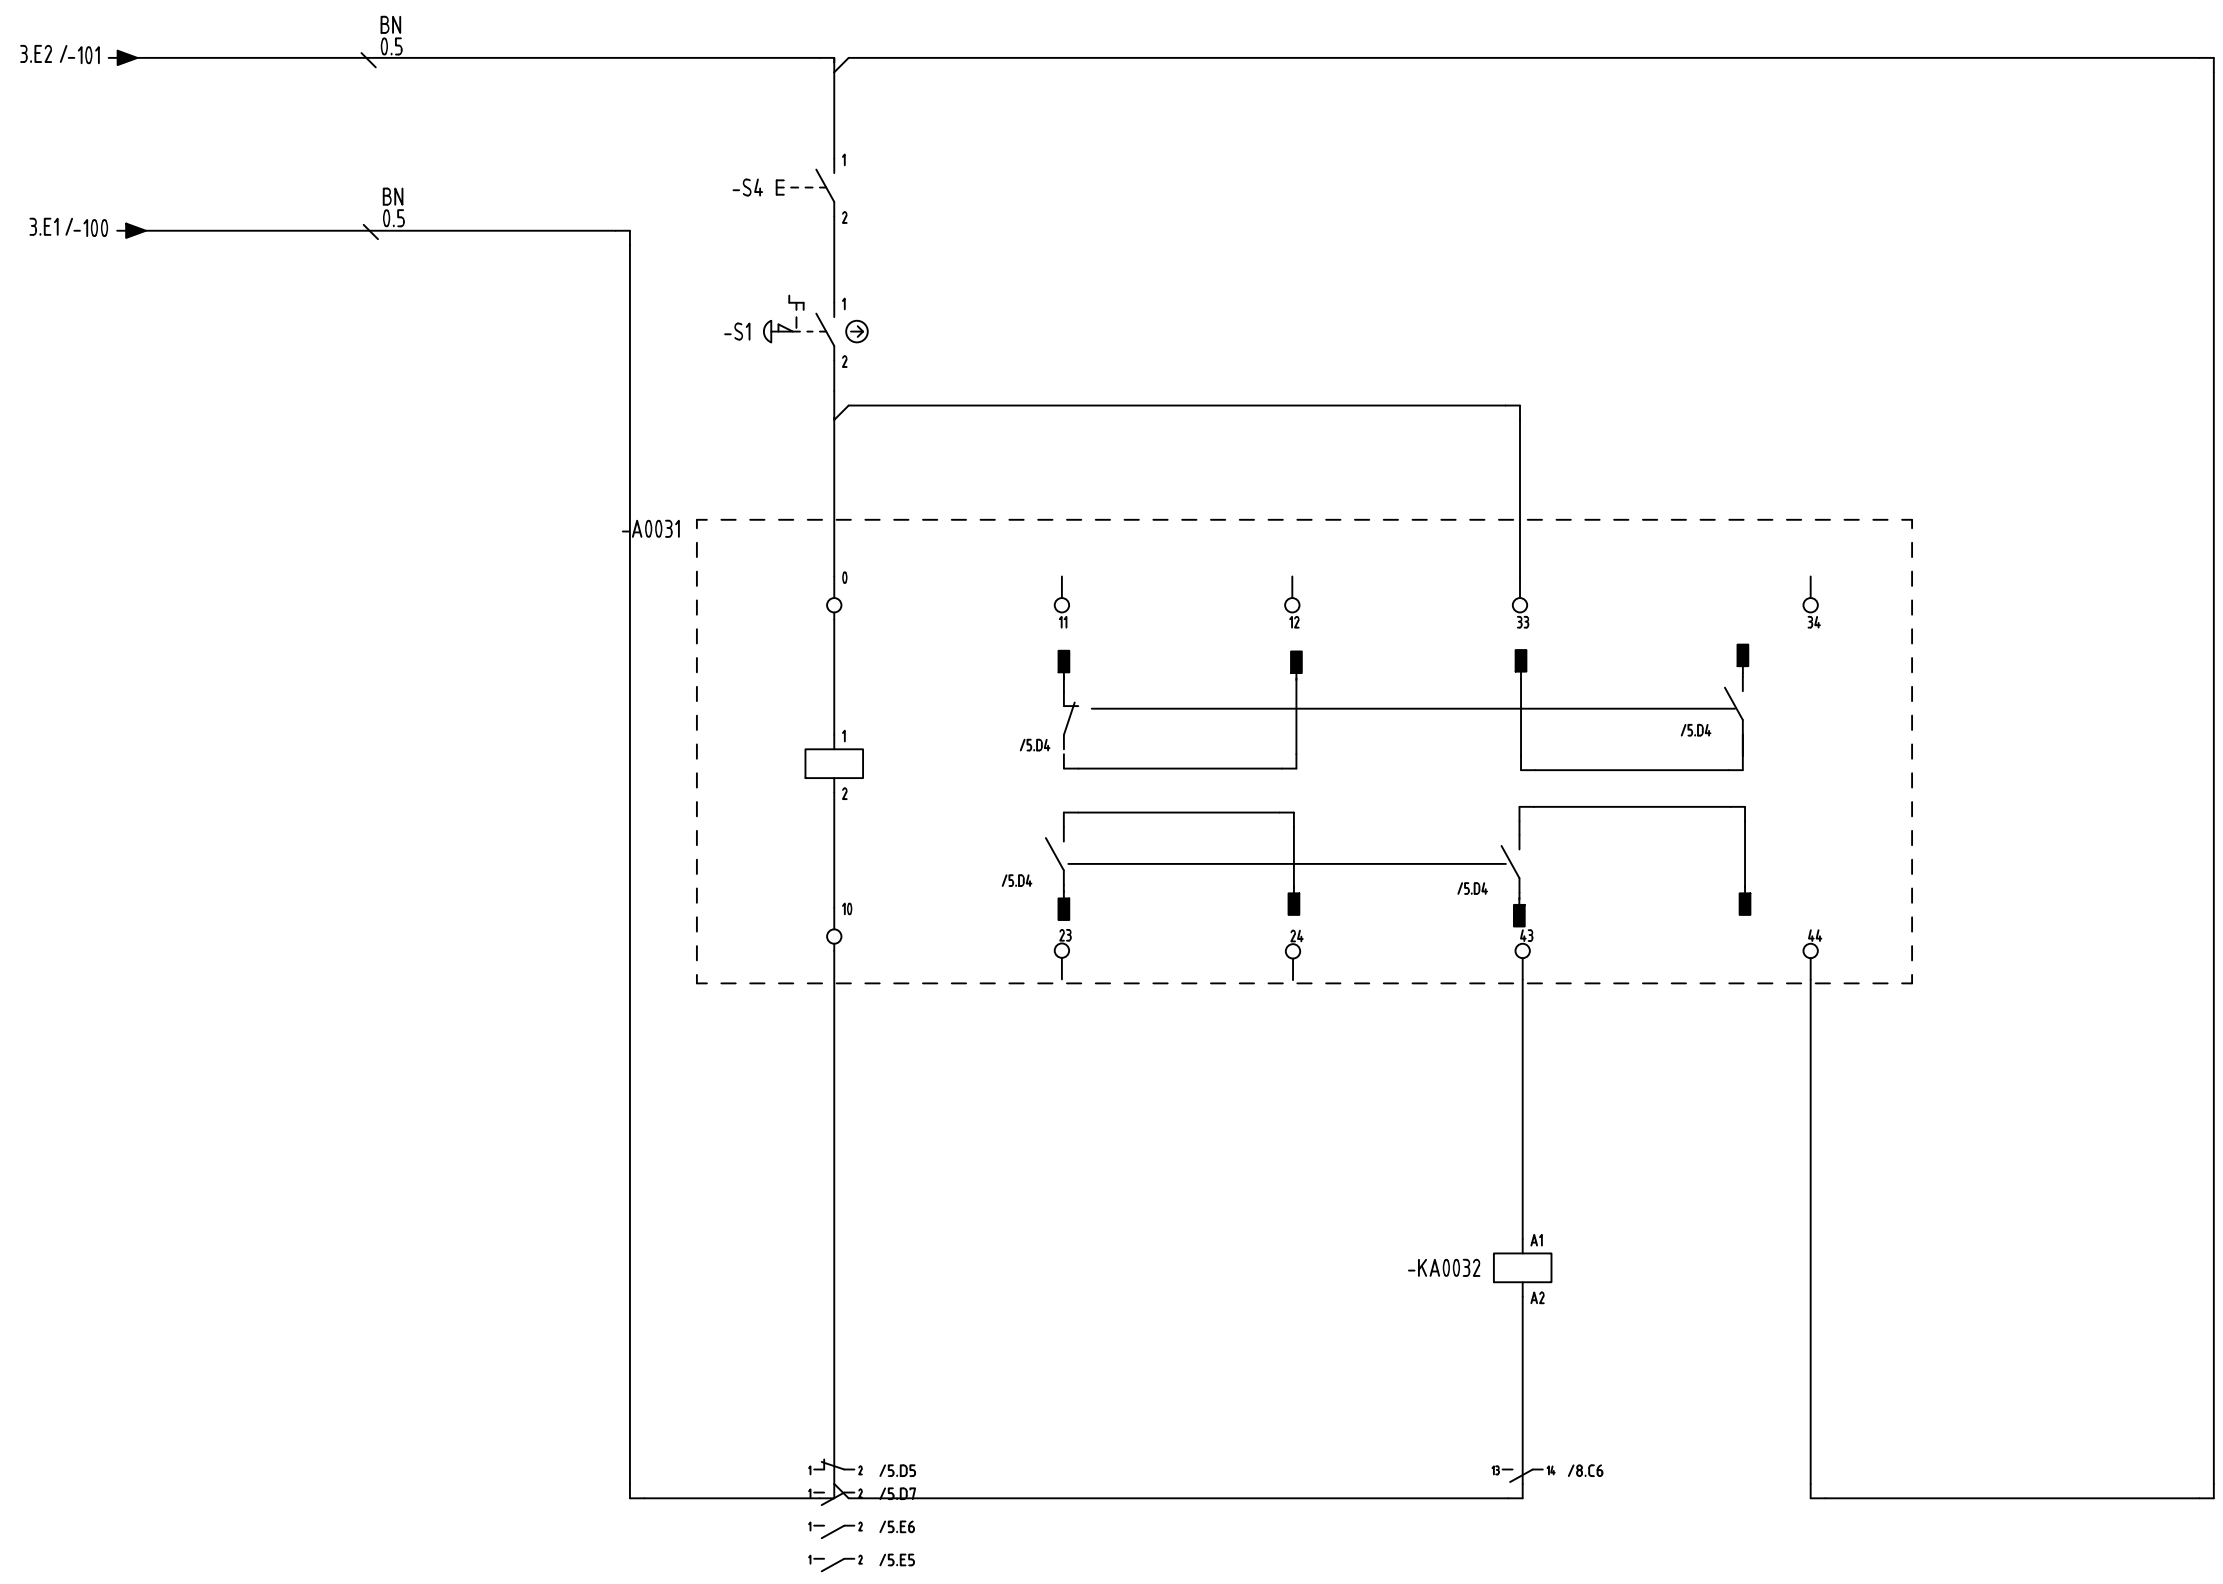 BN
0.5
3.E2 /-101
1
-S4 E
2
BN
0.5
3.E1/-100
1
-S1
2
-A0031
0
11
12
33
34
/5.D4
1
/5.D4
2
/5.D4
/5.D4
10
23
24
43
44
A1
-KA0032
A2
1 2 /5.D5
13 14 /8.C6
1 2 /5.D7
1 2 /5.E6
1 2 /5.E5